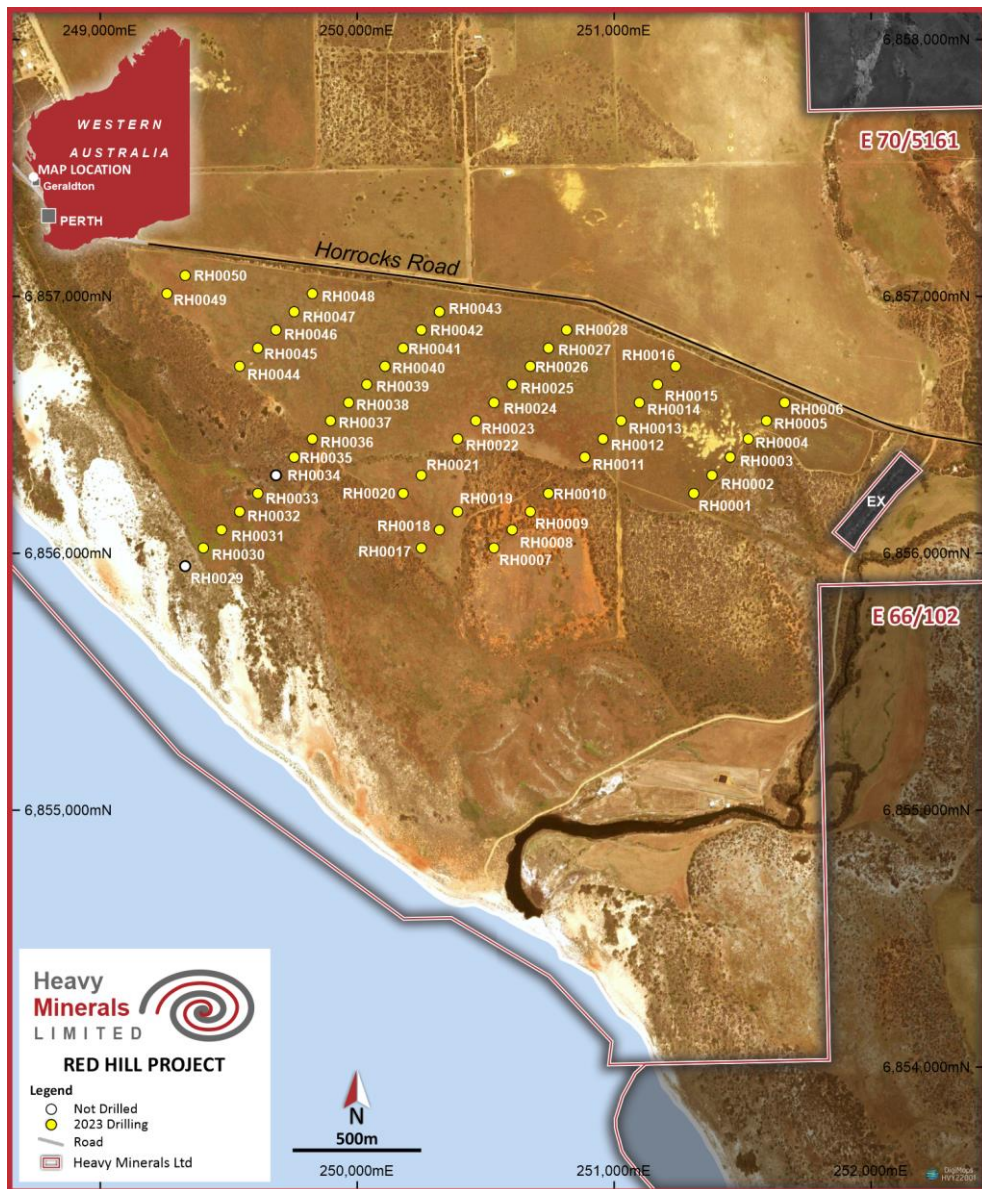 249,000mE
250,000mE
251,000mE
6,858,000mN
WESTERN
AUSTRALIA
MAP LOCATION
Geraldton
PERTH
E 70/5161
Horrocks Road
6,857,000mN
6,857,000mN
RH0050
RH0049
RH0048
RH0047
RH0046
RH0045
RH0044
RH0043
RH0042
RH0041
RH0040
RH0039
RH0038
RH0037
RH0036
RH0035
RH0034
RH0033
RH0032
RH0031
RH0030
RH0029
RH0028
RH0027
RH0026
RH0025
RH0024
RH0023
RH0022
RH0021
RH0020
RH0019
RH0018
RH0017
RH0016
RH0015
RH0014
RH0013
RH0012
RH0011
RH0010
RH0009
RH0008
RH0007
RH0006
RH0005
RH0004
RH0003
RH0002
RH0001
EX
6,856,000mN
6,856,000mN
E 66/102
6,855,000mN
6,855,000mN
6,854,000mN
Heavy
Minerals
LIMITED
RED HILL PROJECT
Legend
Not Drilled
2023 Drilling
Road
Heavy Minerals Ltd
N
500m
250,000mE
251,000mE
252,000mE
DigiMaps